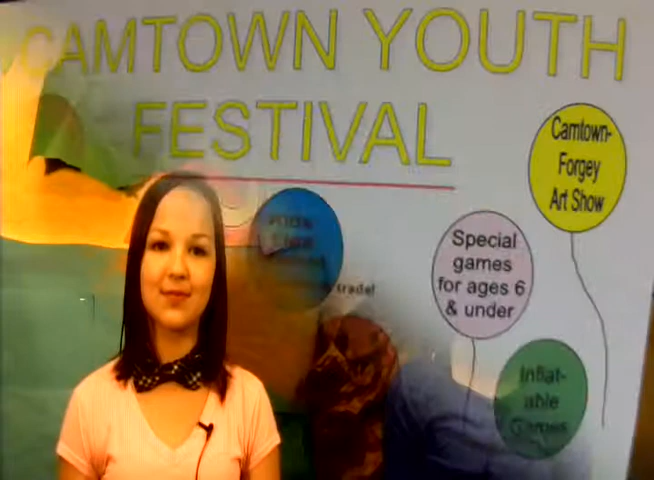 CAMTOWN YOUTH
FESTIVAL
Camtown-
Forgey
Art Show
Special
games
for ages 6
& under
trade!
Inflat-
able
Games